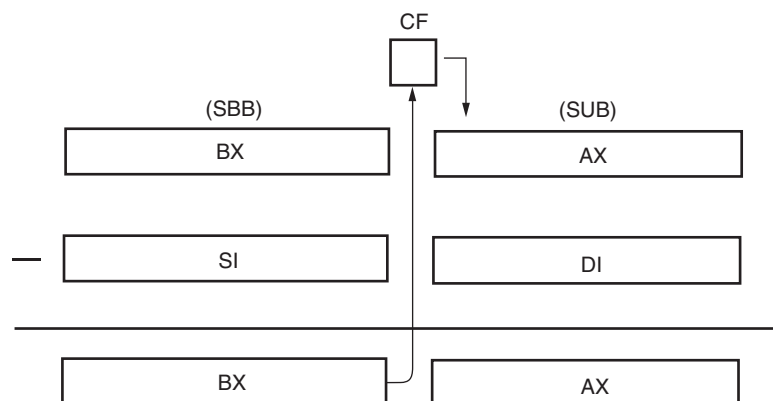 CF
(SBB) (SUB)
BX AX
— SI DI
BX AX